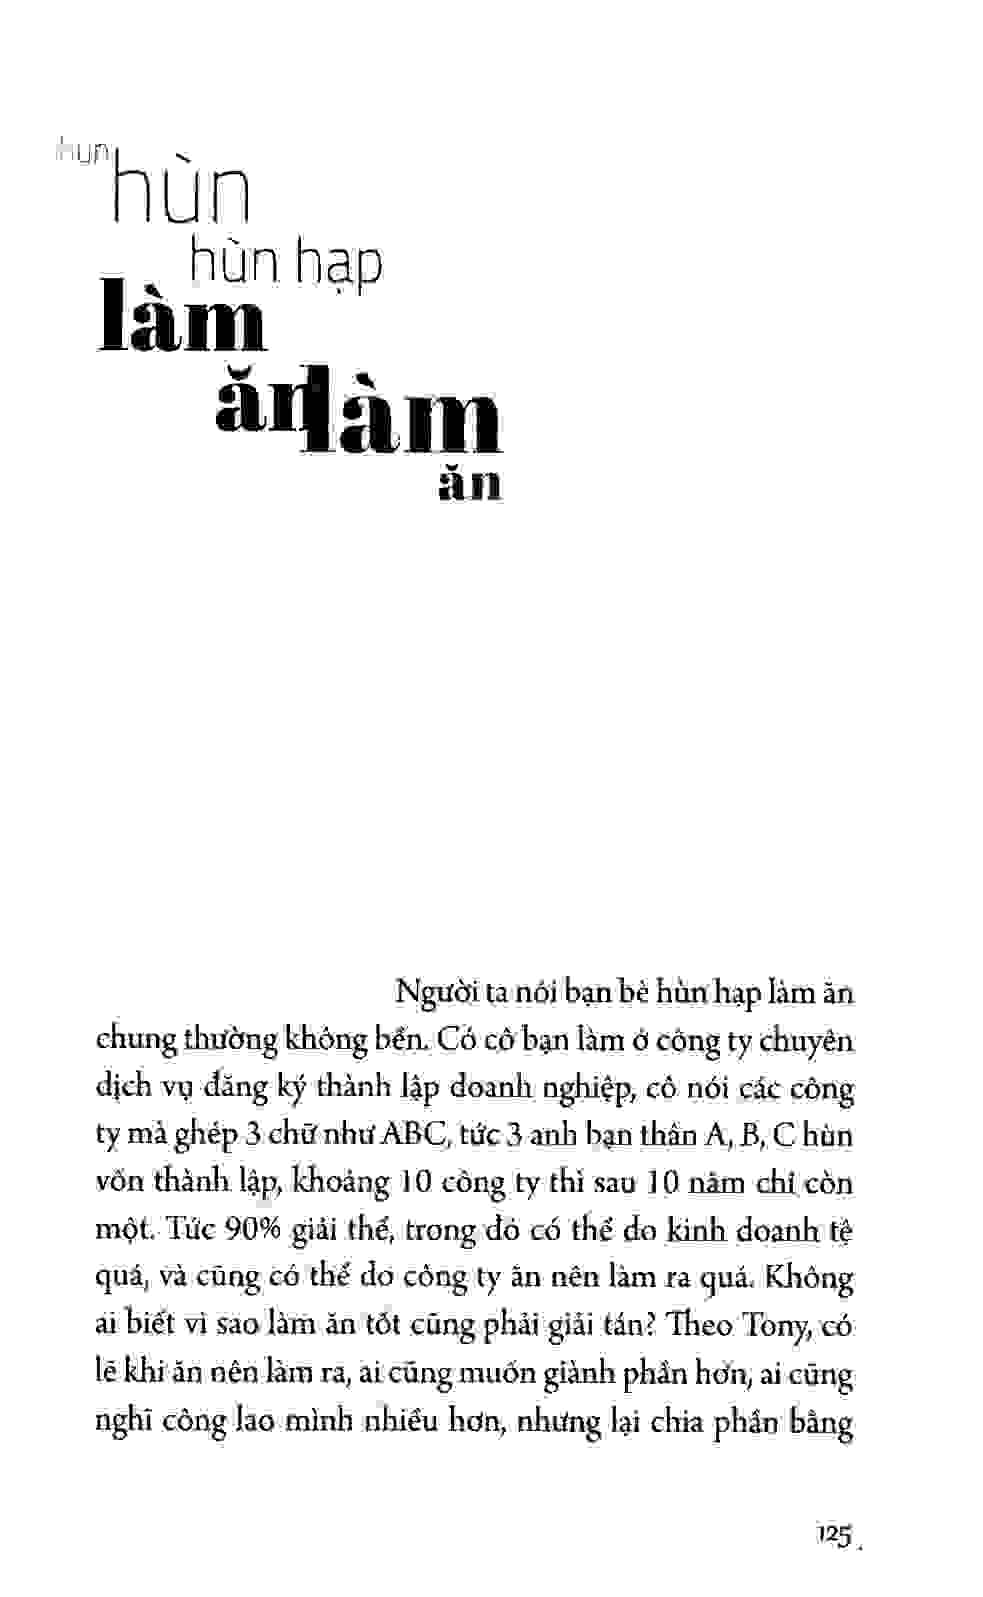 hùn
hùn
hùn hạp
làm
ăn làm
ăn
Người ta nói bạn bè hùn hạp làm ăn
chung thường không bền. Có cô bạn làm ở công ty chuyên
dịch vụ đăng ký thành lập doanh nghiệp, cô nói các công
ty mà ghép 3 chữ như ABC, tức 3 anh bạn thân A, B, C hùn
vốn thành lập, khoảng 10 công ty thì sau 10 năm chỉ còn
một. Tức 90% giải thể, trong đó có thể do kinh doanh tệ
quá, và cũng có thể do công ty ăn nên làm ra quá. Không
ai biết vì sao làm ăn tốt cũng phải giải tán? Theo Tony, có
lẽ khi ăn nên làm ra, ai cũng muốn giành phần hơn, ai cũng
nghĩ công lao mình nhiều hơn, nhưng lại chia phần bằng
125